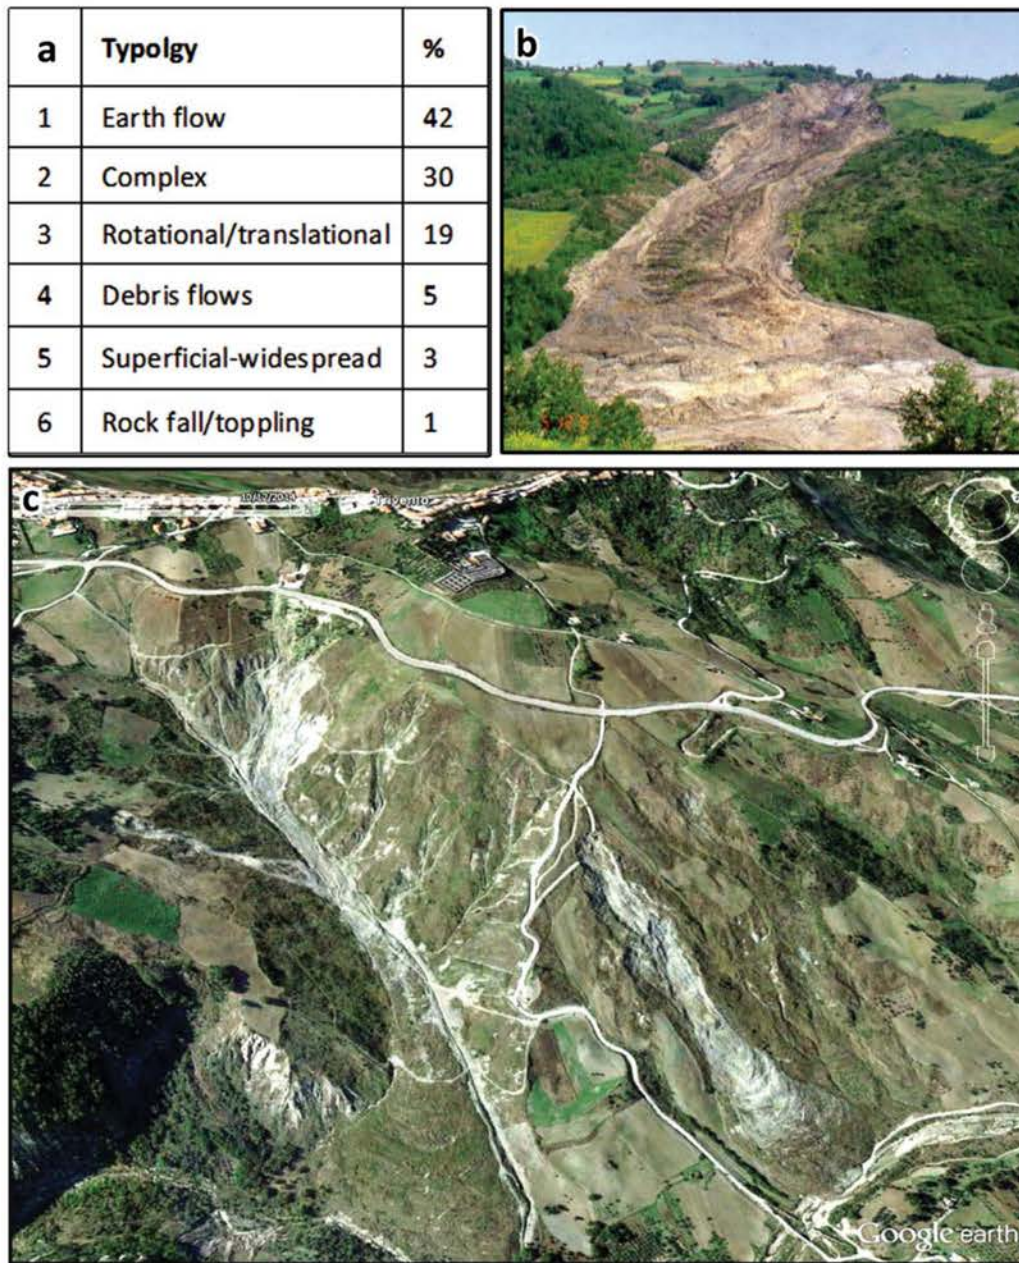 a Typolgy %
1 Earth flow 42
2 Complex 30
3 Rotational/translational 19
4 Debris flows 5
5 Superficial-widespread 3
6 Rock fall/toppling 1
b
c
Trivento
Google earth